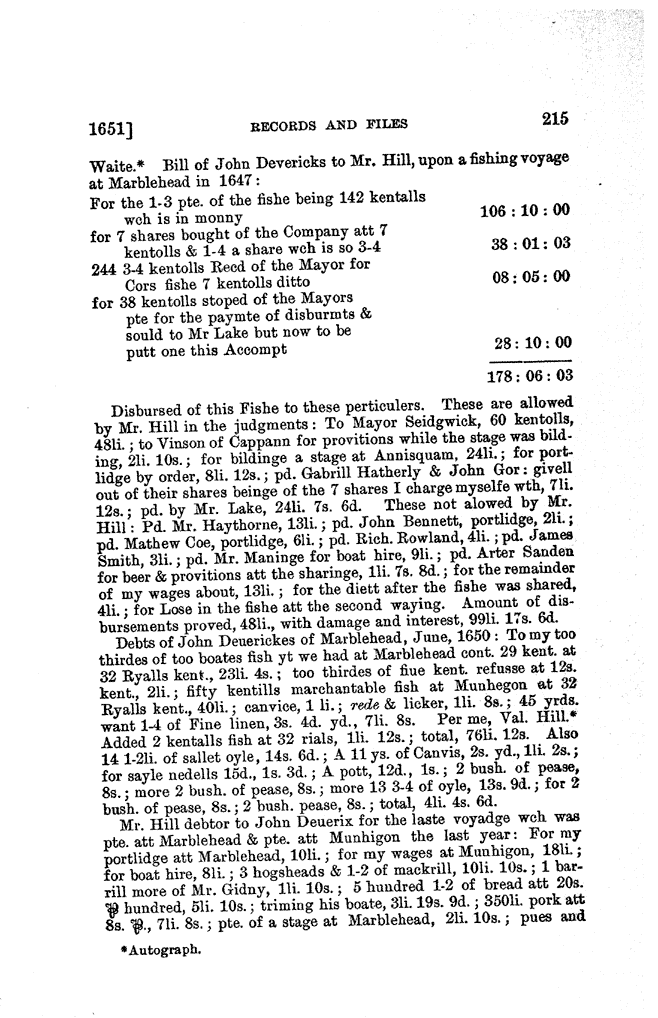 1651] RECORDS AND FILES 215
Waite.* Bill of John Devericks to Mr. Hill, upon a fishing voyage
at Marblehead in 1647:
For the 1-3 pte. of the fishe being 142 kentalls
wch is in monny 106 : 10 : 00
for 7 shares bought of the Company att 7
kentolls & 1-4 a share wch is so 3-4 38 : 01 : 03
244 3-4 kentolls Recd of the Mayor for
Cors fishe 7 kentolls ditto 08 : 05 : 00
for 38 kentolls stoped of the Mayors
pte for the paymte of disburmts &
sould to Mr Lake but now to be
putt one this Accompt 28 : 10 : 00
178 : 06 : 03
Disbursed of this Fishe to these perticulers. These are allowed
by Mr. Hill in the judgments: To Mayor Seidgwick, 60 kentolls,
48li.; to Vinson of Cappann for provitions while the stage was bild-
ing, 2li. 10s.; for bildinge a stage at Annisquam, 24li.; for port-
lidge by order, 8li. 12s.; pd. Gabrill Hatherly & John Gor: givell
out of their shares beinge of the 7 shares I charge myselfe wth, 7li.
12s.; pd. by Mr. Lake, 24li. 7s. 6d. These not alowed by Mr.
Hill: Pd. Mr. Haythorne, 13li.; pd. John Bennett, portlidge, 2li.;
pd. Mathew Coe, portlidge, 6li.; pd. Rich. Rowland, 4li.; pd. James
Smith, 3li.; pd. Mr. Maninge for boat hire, 9li.; pd. Arter Sanden
for beer & provitions att the sharinge, 1li. 7s. 8d.; for the remainder
of my wages about, 13li.; for the diett after the fishe was shared,
4li.; for Lose in the fishe att the second waying. Amount of dis-
bursements proved, 48li., with damage and interest, 99li. 17s. 6d.
Debts of John Deuerickes of Marblehead, June, 1650: To my too
thirdes of too boates fish yt we had at Marblehead cont. 29 kent. at
32 Ryalls kent., 23li. 4s.; too thirdes of fiue kent. refusse at 12s.
kent., 2li.; fifty kentills marchantable fish at Munhegon at 32
Ryalls kent., 40li.; canvice, 1 li.; rede & licker, 1li. 8s.; 45 yrds.
want 1-4 of Fine linen, 3s. 4d. yd., 7li. 8s. Per me, Val. Hill.*
Added 2 kentalls fish at 32 rials, 1li. 12s.; total, 76li. 12s. Also
14 1-2li. of sallet oyle, 14s. 6d.; A 11 ys. of Canvis, 2s. yd., 1li. 2s.;
for sayle nedells 15d., 1s. 3d.; A pott, 12d., 1s.; 2 bush. of pease,
8s.; more 2 bush. of pease, 8s.; more 13 3-4 of oyle, 13s. 9d.; for 2
bush. of pease, 8s.; 2 bush. pease, 8s.; total, 4li. 4s. 6d.
Mr. Hill debtor to John Deuerix for the laste voyadge wch was
pte. att Marblehead & pte. att Munhigon the last year: For my
portlidge att Marblehead, 10li.; for my wages at Munhigon, 18li.;
for boat hire, 8li.; 3 hogsheads & 1-2 of mackrill, 10li. 10s.; 1 bar-
rill more of Mr. Gidny, 1li. 10s.; 5 hundred 1-2 of bread att 20s.
⅌ hundred, 5li. 10s.; triming his boate, 3li. 19s. 9d.; 350li. pork att
8s. ⅌., 7li. 8s.; pte. of a stage at Marblehead, 2li. 10s.; pues and
*Autograph.